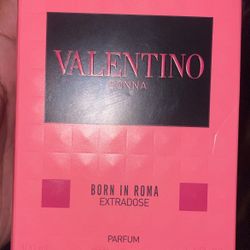 VALENTINO
DONNA
BORN IN ROMA
EXTRADOSE
PARFUM